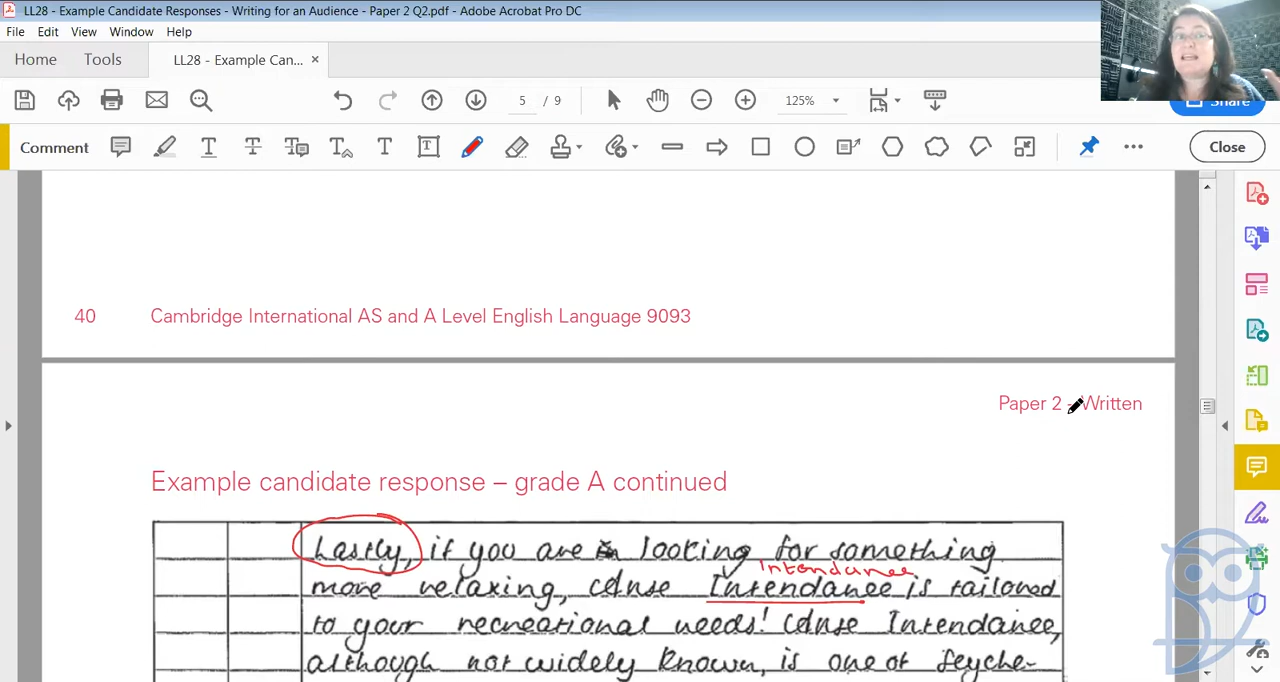 LL28 - Example Candidate Responses - Writing for an Audience - Paper 2 Q2.pdf - Adobe Acrobat Pro DC
File Edit View Window Help
Home Tools LL28 - Example Can... ×
5 / 9 125%
Share
Comment Close
40 Cambridge International AS and A Level English Language 9093
Paper 2 - Written
Example candidate response – grade A continued
Lastly, if you are looking for something
Intendance
more relaxing, Anse Intendance is tailored
to your recreational needs! Anse Intendance,
although not widely known, is one of Seyche-